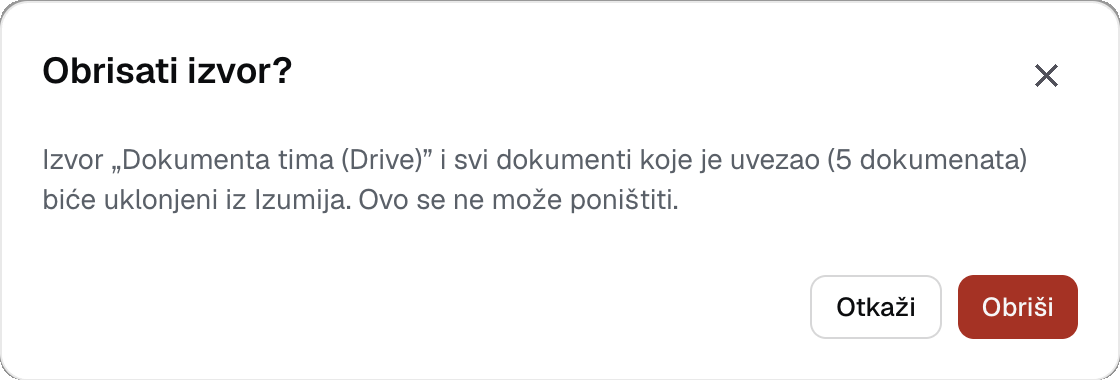 Obrisati izvor?
Izvor „Dokumenta tima (Drive)” i svi dokumenti koje je uvezao (5 dokumenata)
biće uklonjeni iz Izumija. Ovo se ne može poništiti.
Otkaži
Obriši